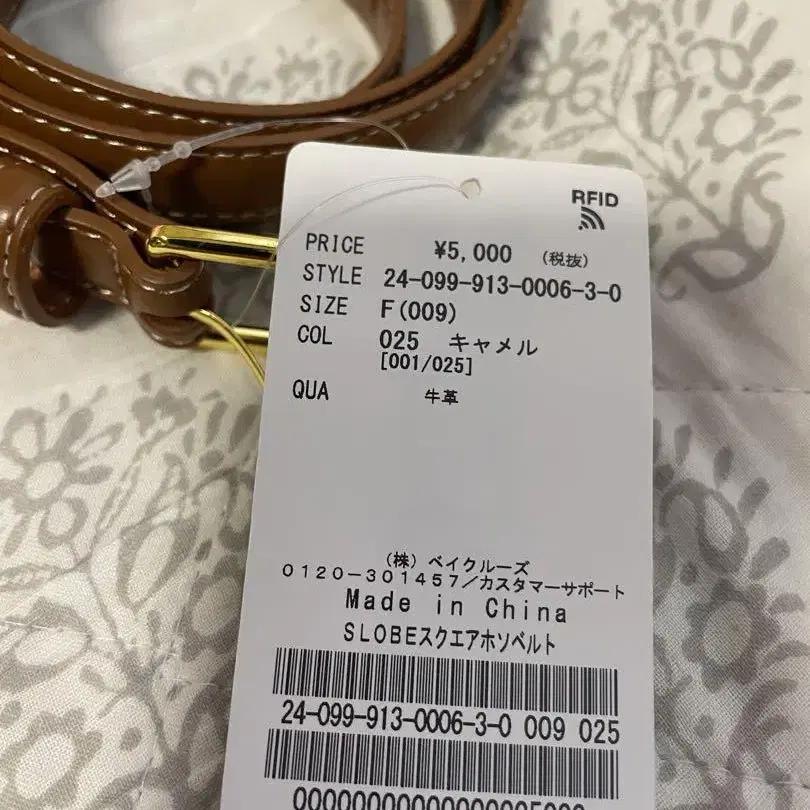 RFID
PRICE ¥5,000 (税抜)
STYLE 24-099-913-0006-3-0
SIZE F(009)
COL 025 キャメル
[001/025]
QUA 牛革
(株) ベイクルーズ
0120-301457/カスタマーサポート
Made in China
SLOBEスクエアホソベルト
24-099-913-0006-3-0 009 025